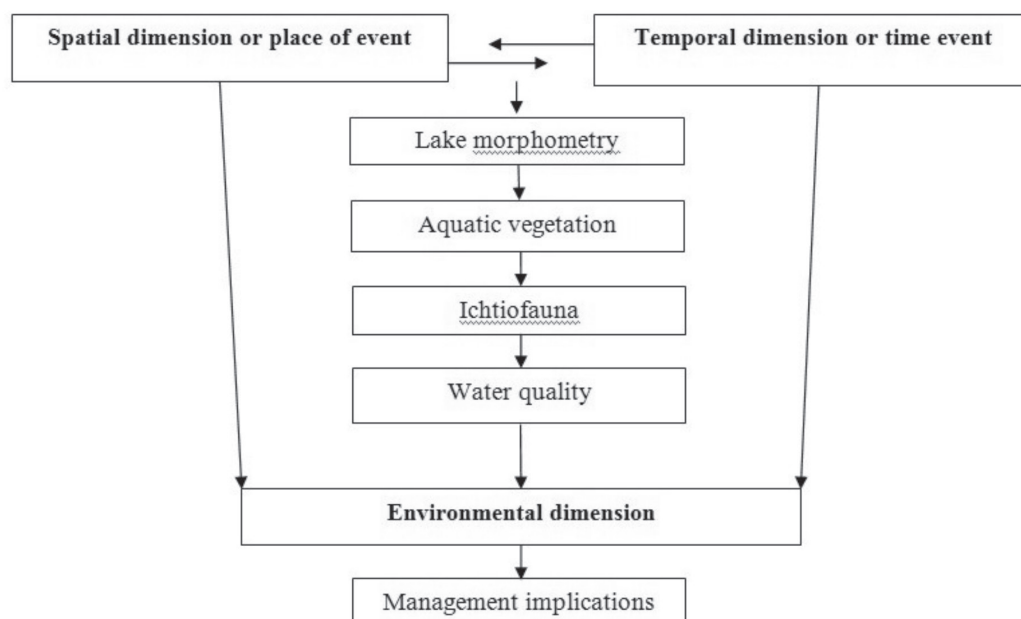 Spatial dimension or place of event
Temporal dimension or time event
Lake morphometry
Aquatic vegetation
Ichtiofauna
Water quality
Environmental dimension
Management implications